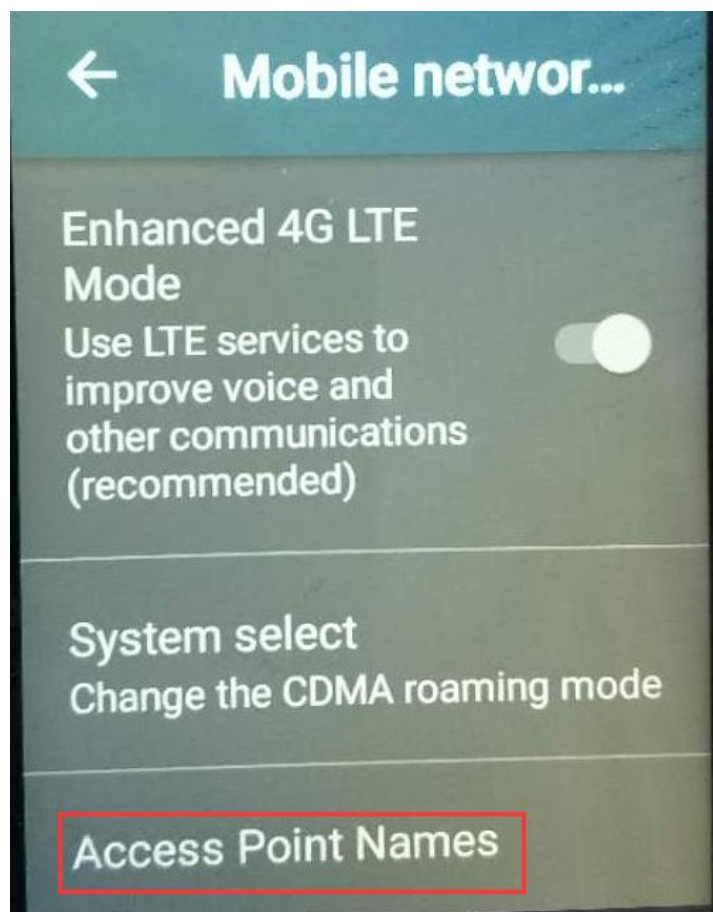 Mobile networ...
Enhanced 4G LTE
Mode
Use LTE services to
improve voice and
other communications
(recommended)
System select
Change the CDMA roaming mode
Access Point Names